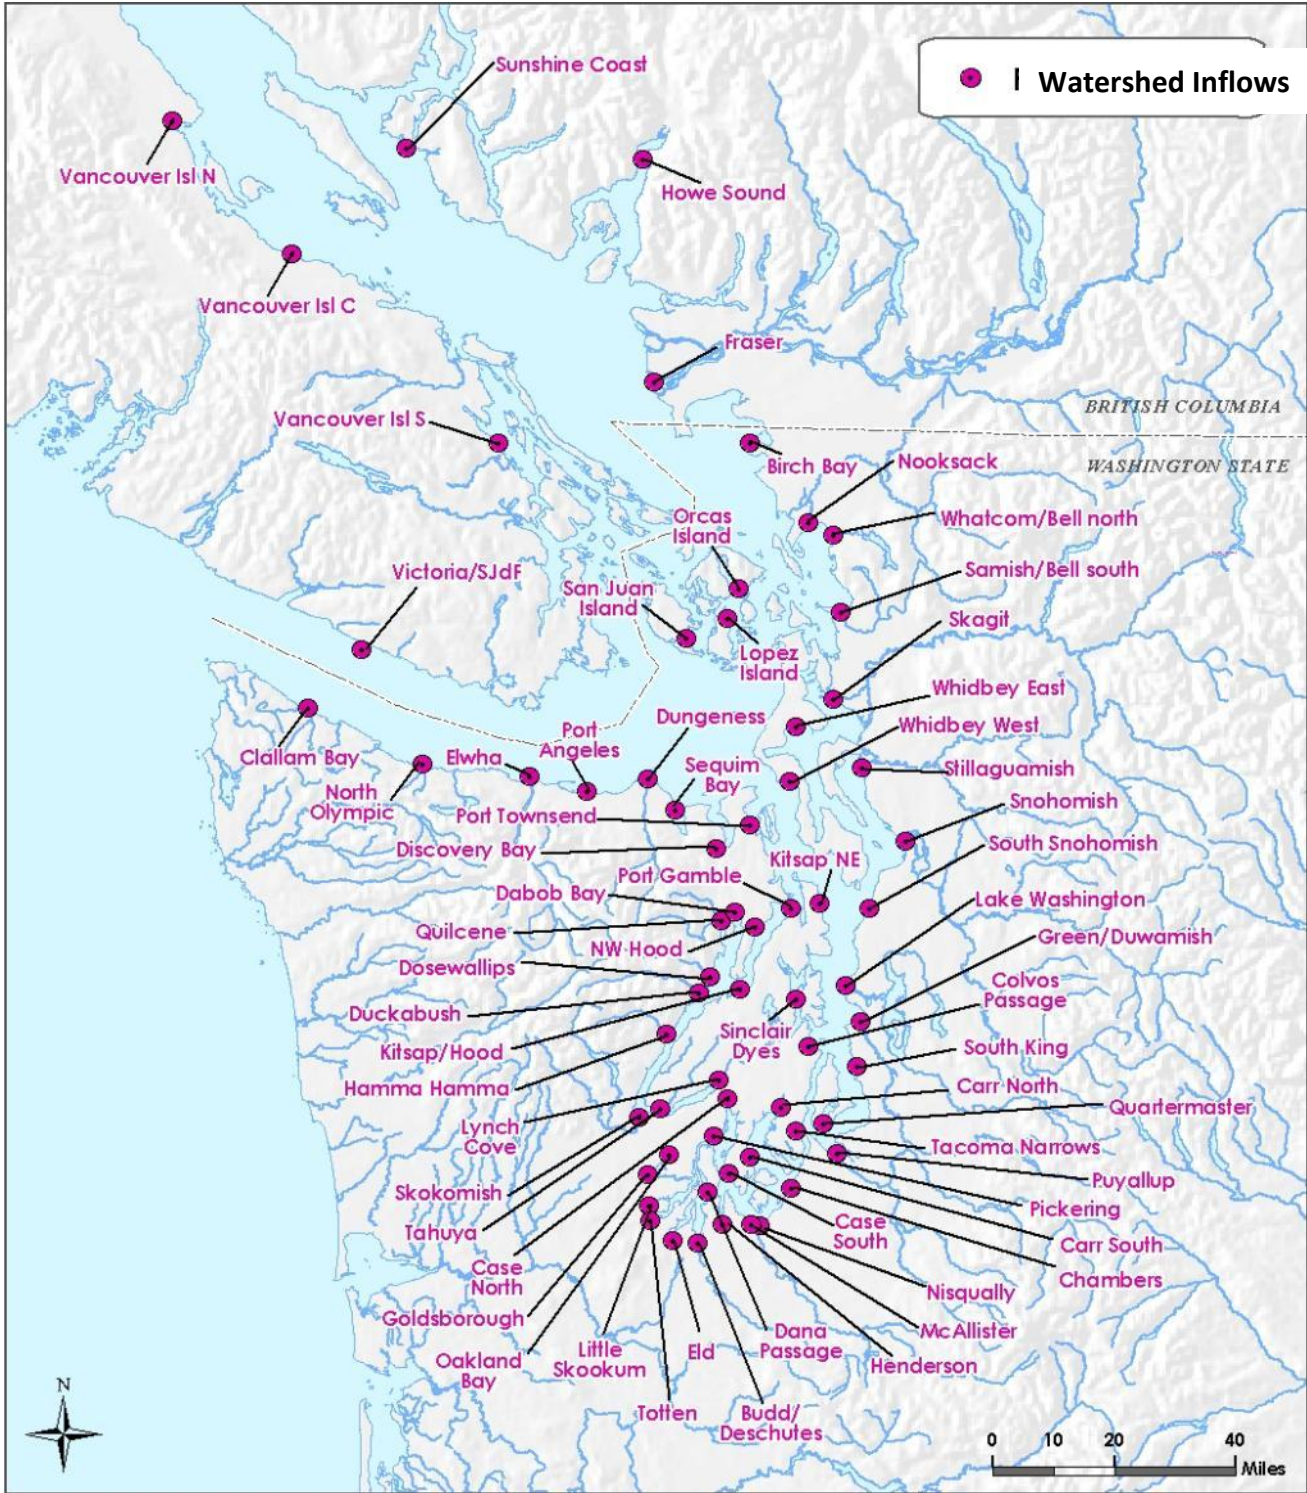 Sunshine Coast
Watershed Inflows
Vancouver Isl N
Howe Sound
Vancouver Isl C
Fraser
BRITISH COLUMBIA
Vancouver Isl S
Birch Bay
Nooksack
WASHINGTON STATE
Orcas
Island
Whatcom/Bell north
Victoria/SJdF
San Juan
Island
Samish/Bell south
Skagit
Lopez
Island
Whidbey East
Dungeness
Whidbey West
Port
Angeles
Clallam Bay
Elwha
Sequim
Bay
Stillaguamish
North
Olympic
Port Townsend
Snohomish
Discovery Bay
Kitsap NE
South Snohomish
Port Gamble
Dabob Bay
Lake Washington
Quilcene
NW Hood
Green/Duwamish
Dosewallips
Colvos
Passage
Duckabush
Sinclair
Dyes
Kitsap/Hood
South King
Hamma Hamma
Carr North
Quartermaster
Lynch
Cove
Tacoma Narrows
Puyallup
Skokomish
Pickering
Tahuya
Case
South
Carr South
Case
North
Chambers
Nisqually
Goldsborough
McAllister
Oakland
Bay
Little
Skookum
Eld
Dana
Passage
Henderson
Totten
Budd/
Deschutes
N
0 10 20 40
Miles